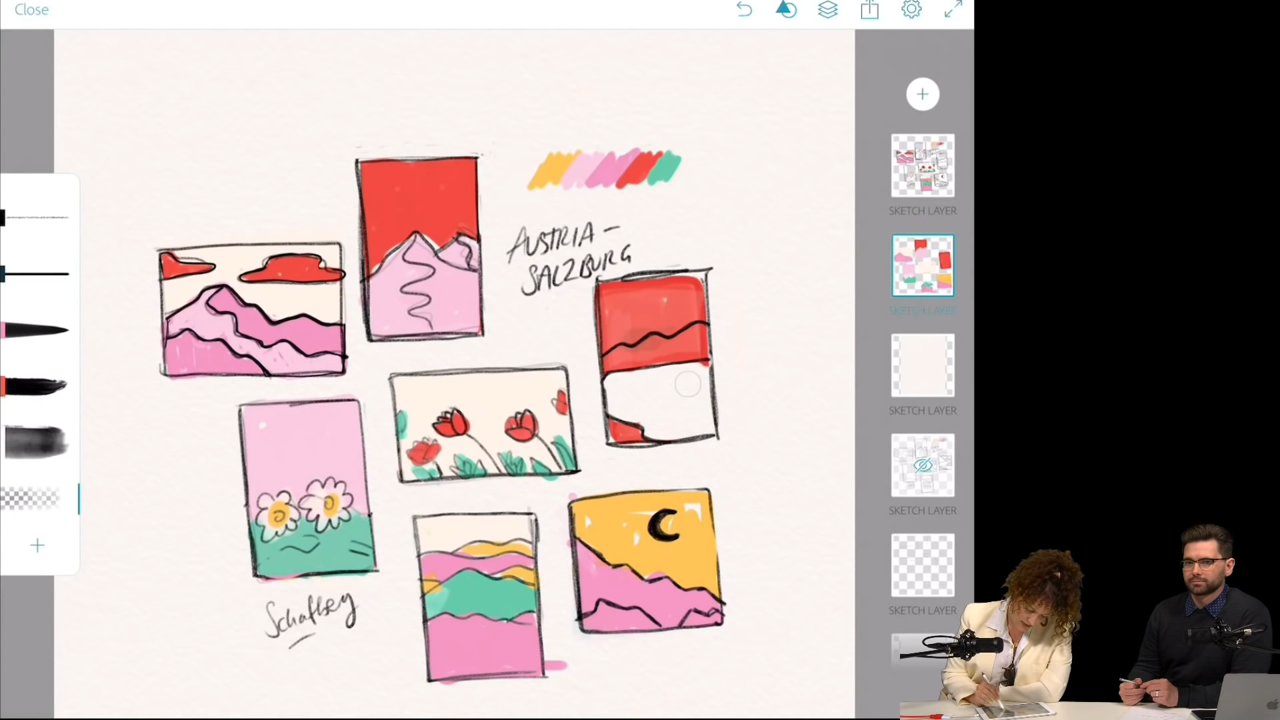 Close
AUSTRIA –
SALZBURG
SKETCH LAYER
SKETCH LAYER
SKETCH LAYER
SKETCH LAYER
SKETCH LAYER
Schafberg